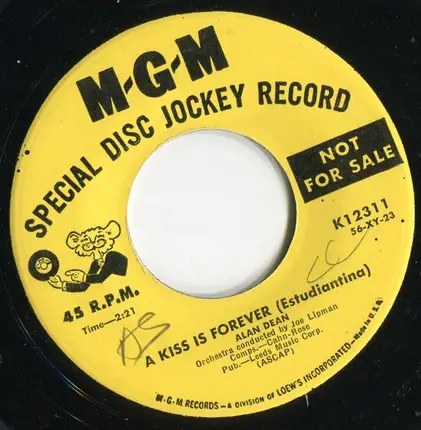 M-G-M
SPECIAL DISC JOCKEY RECORD
NOT
FOR SALE
K12311
56-XY-23
45 R.P.M.
Time—2:21
A KISS IS FOREVER (Estudiantina)
ALAN DEAN
Orchestra conducted by Joe Lipman
Comps.—Cahn-Rose
Pub.—Leeds Music Corp.
(ASCAP)
M-G-M RECORDS — A DIVISION OF LOEW'S INCORPORATED—Made in U.S.A.